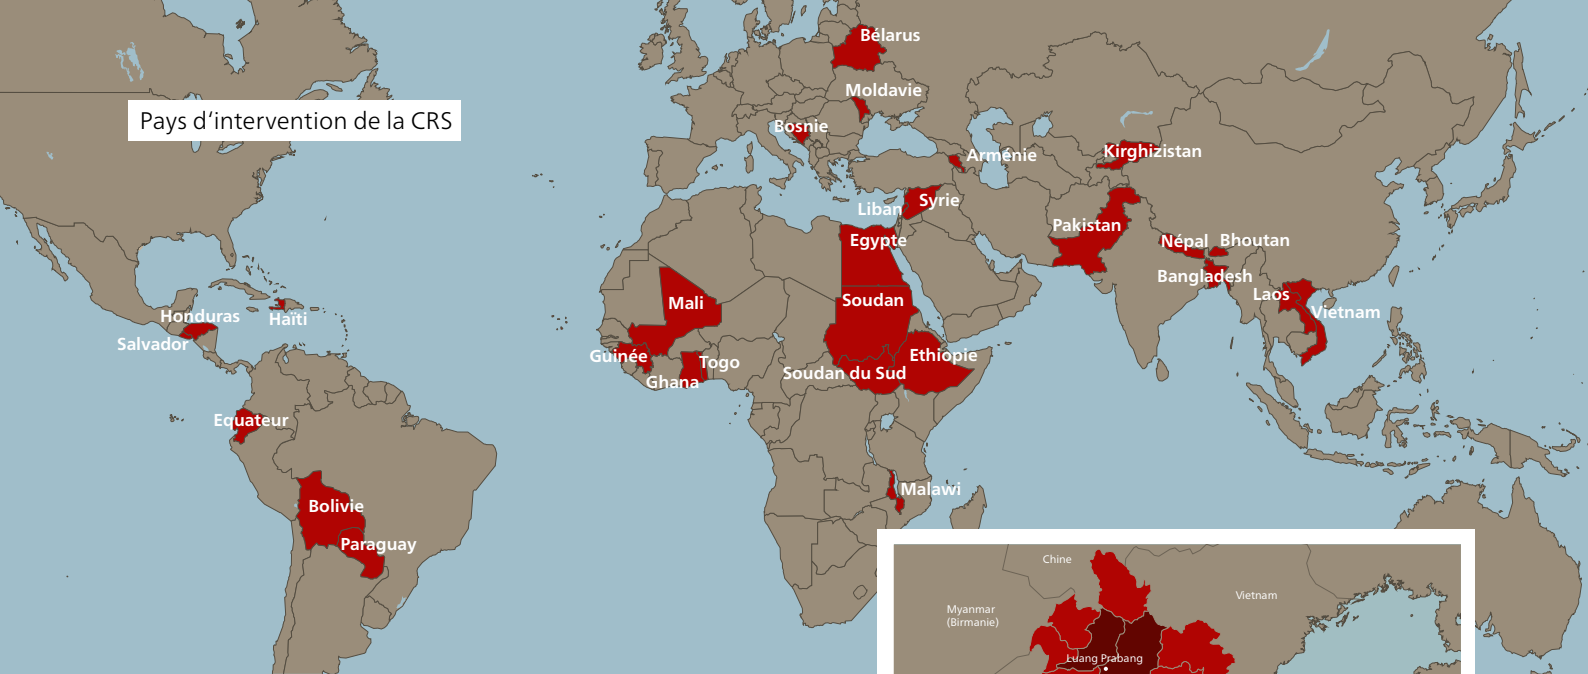 Bélarus
Moldavie
Pays d’intervention de la CRS
Bosnie
Arménie
Kirghizistan
Liban
Syrie
Pakistan
Egypte
Népal
Bhoutan
Bangladesh
Mali
Soudan
Laos
Vietnam
Honduras
Haïti
Salvador
Guinée
Togo
Ghana
Ethiopie
Soudan du Sud
Equateur
Malawi
Bolivie
Paraguay
Chine
Vietnam
Myanmar
(Birmanie)
Luang Prabang